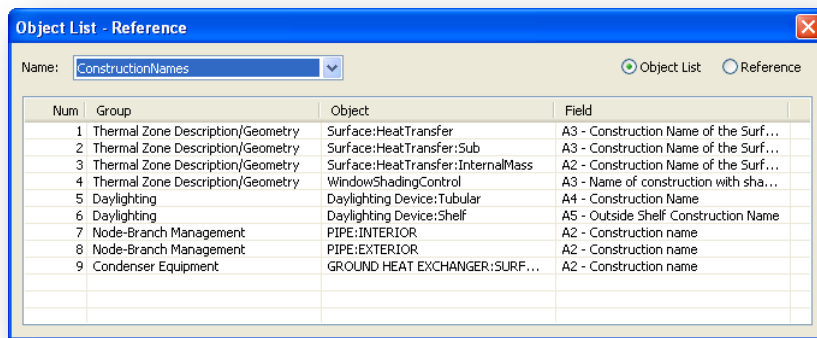 Object List - Reference
Name: ConstructionNames Object List Reference
Num Group Object Field
1 Thermal Zone Description/Geometry Surface:HeatTransfer A3 - Construction Name of the Surf...
2 Thermal Zone Description/Geometry Surface:HeatTransfer:Sub A3 - Construction Name of the Surf...
3 Thermal Zone Description/Geometry Surface:HeatTransfer:InternalMass A2 - Construction Name of the Surf...
4 Thermal Zone Description/Geometry WindowShadingControl A3 - Name of construction with sha...
5 Daylighting Daylighting Device:Tubular A4 - Construction Name
6 Daylighting Daylighting Device:Shelf A5 - Outside Shelf Construction Name
7 Node-Branch Management PIPE:INTERIOR A2 - Construction name
8 Node-Branch Management PIPE:EXTERIOR A2 - Construction name
9 Condenser Equipment GROUND HEAT EXCHANGER:SURF... A2 - Construction name